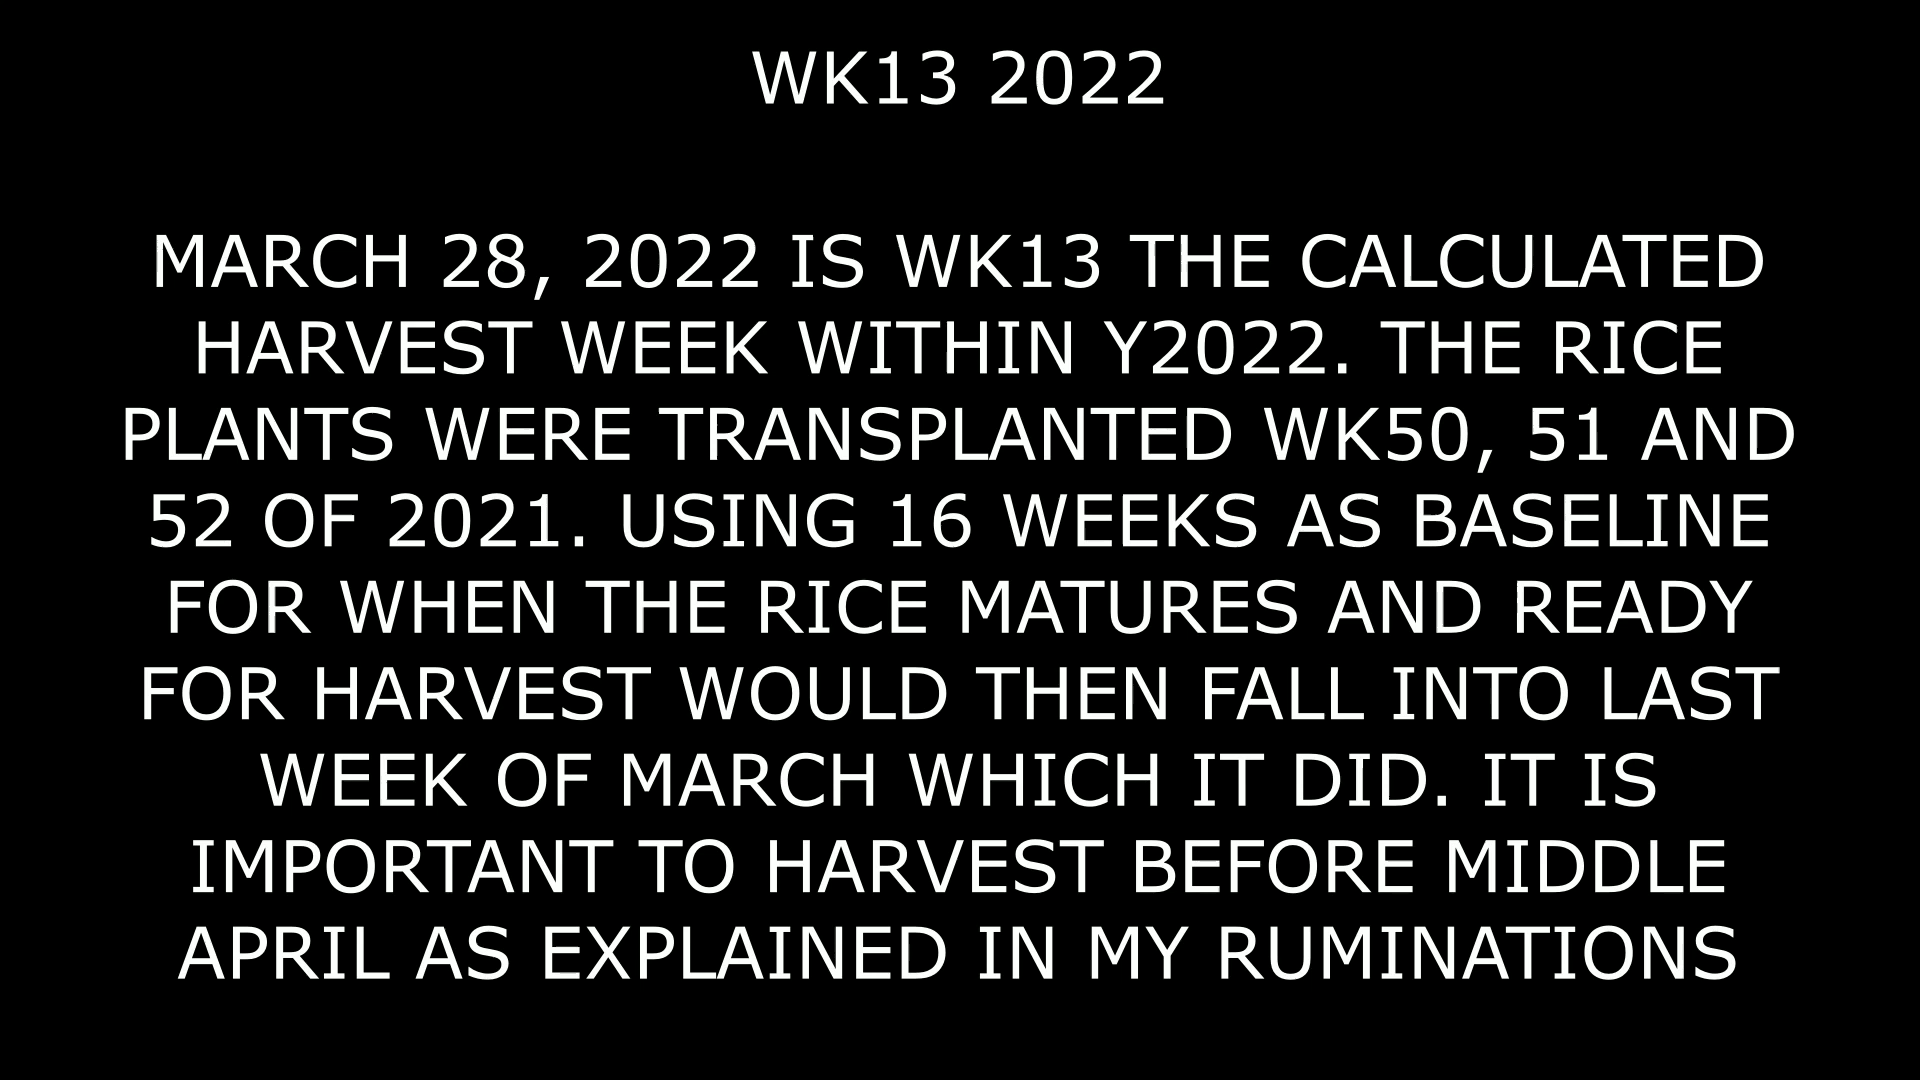 WK13 2022
MARCH 28, 2022 IS WK13 THE CALCULATED
HARVEST WEEK WITHIN Y2022. THE RICE
PLANTS WERE TRANSPLANTED WK50, 51 AND
52 OF 2021. USING 16 WEEKS AS BASELINE
FOR WHEN THE RICE MATURES AND READY
FOR HARVEST WOULD THEN FALL INTO LAST
WEEK OF MARCH WHICH IT DID. IT IS
IMPORTANT TO HARVEST BEFORE MIDDLE
APRIL AS EXPLAINED IN MY RUMINATIONS